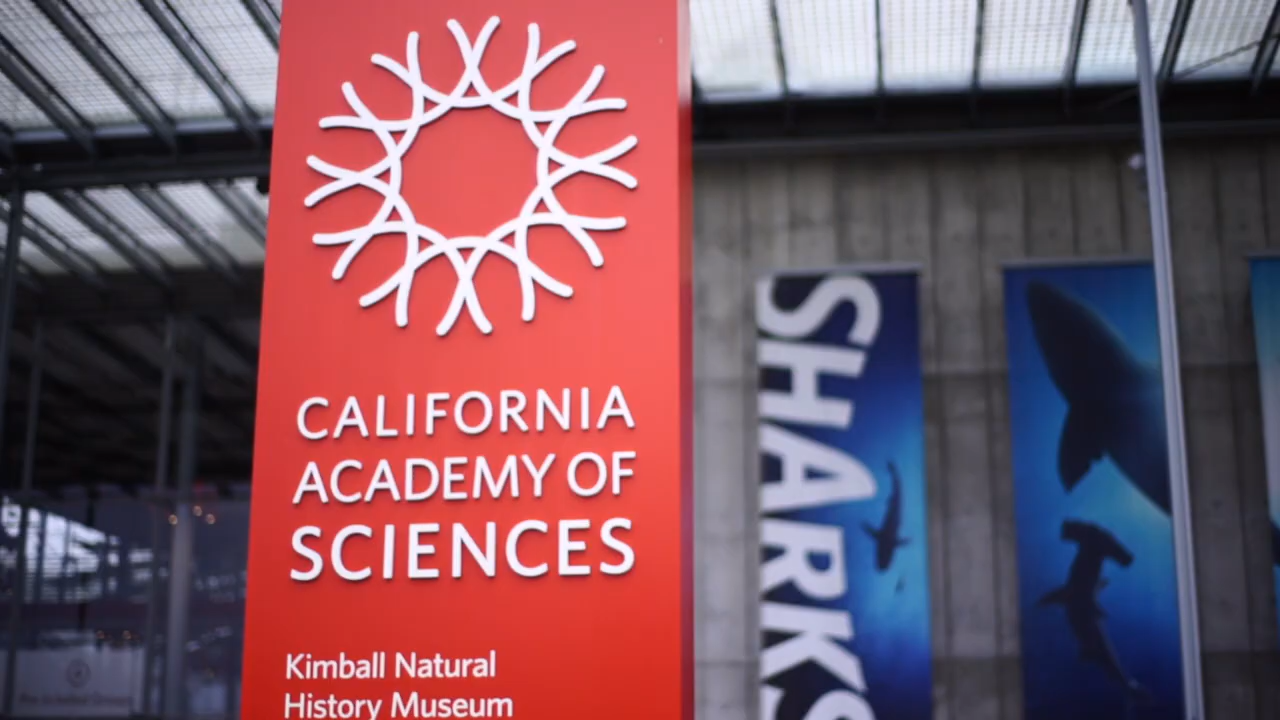 CALIFORNIA
ACADEMY OF
SCIENCES
Kimball Natural
History Museum
SHARKS